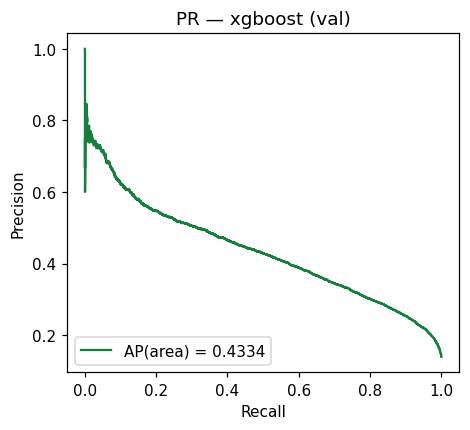 PR — xgboost (val)
1.0
0.8
0.6
0.4
0.2
Precision
AP(area) = 0.4334
0.0 0.2 0.4 0.6 0.8 1.0
Recall